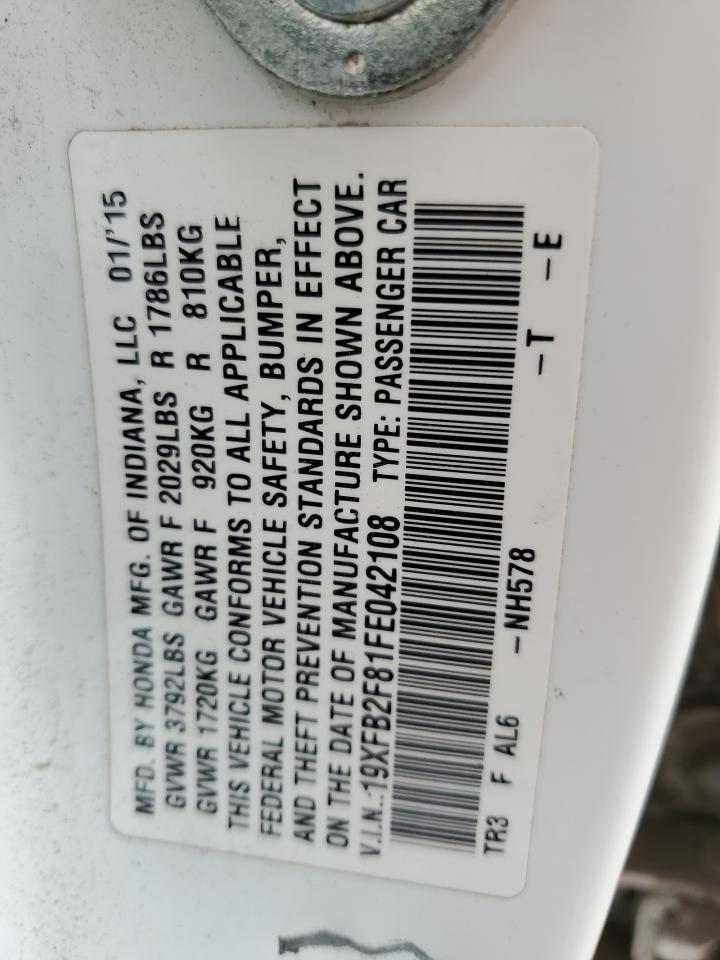 MFD. BY HONDA MFG. OF INDIANA, LLC 01/'15
GVWR 3792LBS GAWR F 2029LBS R 1786LBS
GVWR 1720KG GAWR F 920KG R 810KG
THIS VEHICLE CONFORMS TO ALL APPLICABLE
FEDERAL MOTOR VEHICLE SAFETY, BUMPER,
AND THEFT PREVENTION STANDARDS IN EFFECT
ON THE DATE OF MANUFACTURE SHOWN ABOVE.
V.I.N.:19XFB2F81FE042108 TYPE: PASSENGER CAR
TR3 F AL6 -NH578 -T -E